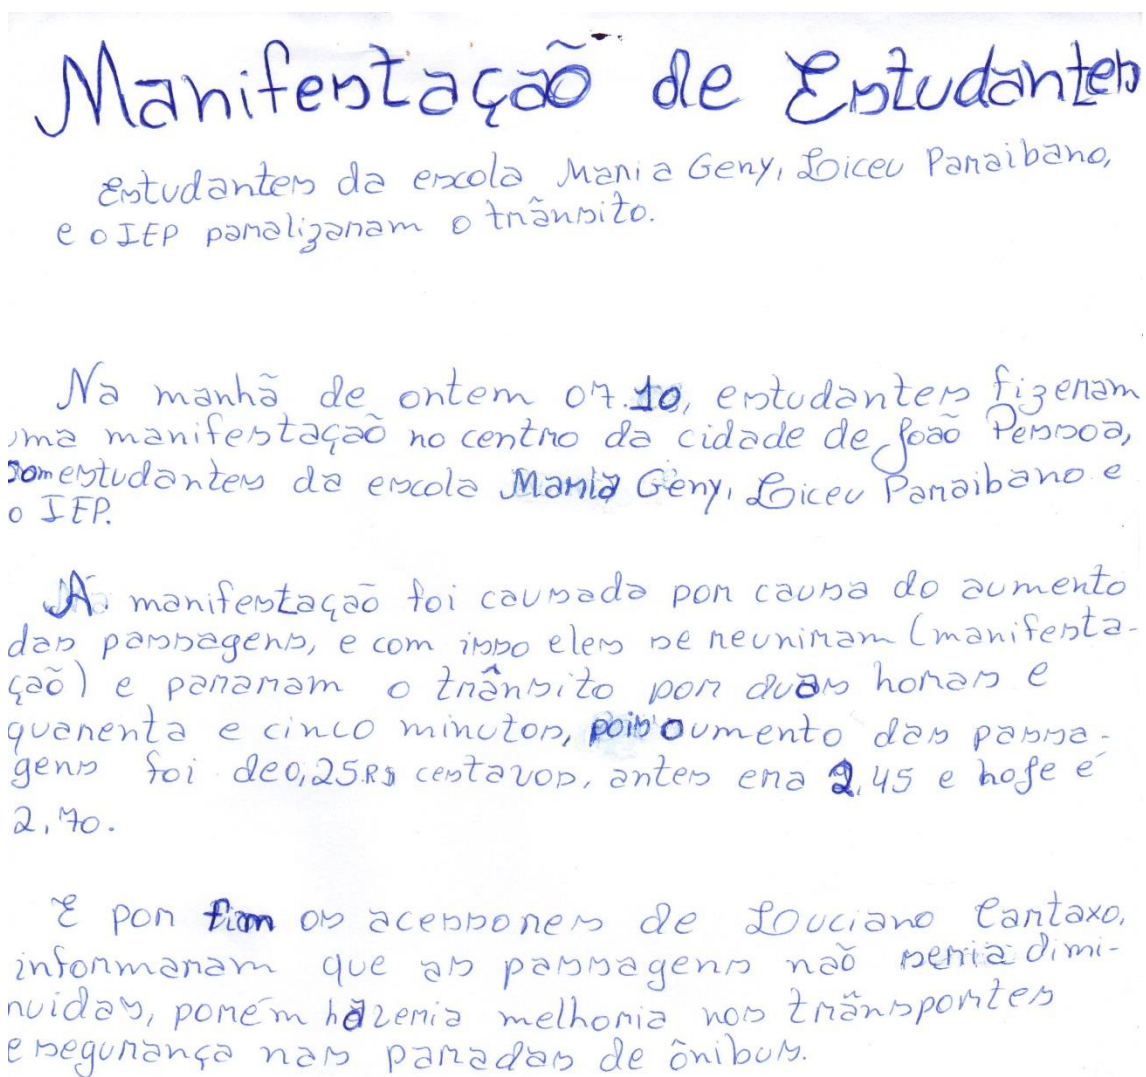 Manifestação de Estudantes
Estudantes da escola Maria Geny, Liceu Paraibano,
e o IEP paralizaram o trânsito.
Na manhã de ontem 07.10, estudantes fizeram
uma manifestação no centro da cidade de João Pessoa,
com estudantes da escola Maria Geny, Liceu Paraibano e
o IEP.
A manifestação foi causada por causa do aumento
das passagens, e com isso eles se reuniram (manifesta-
ção) e pararam o trânsito por duas horas e
quarenta e cinco minutos, pois o umento das passa-
gens foi de 0,25 R$ centavos, antes era 2,45 e hoje é
2,70.
E por fim os acessores de Louciano Cartaxo,
informaram que as passagens não seria dimi-
nuidas, porém hazeria melhoria nos trânsportes
e segurança nas paradas de ônibus.